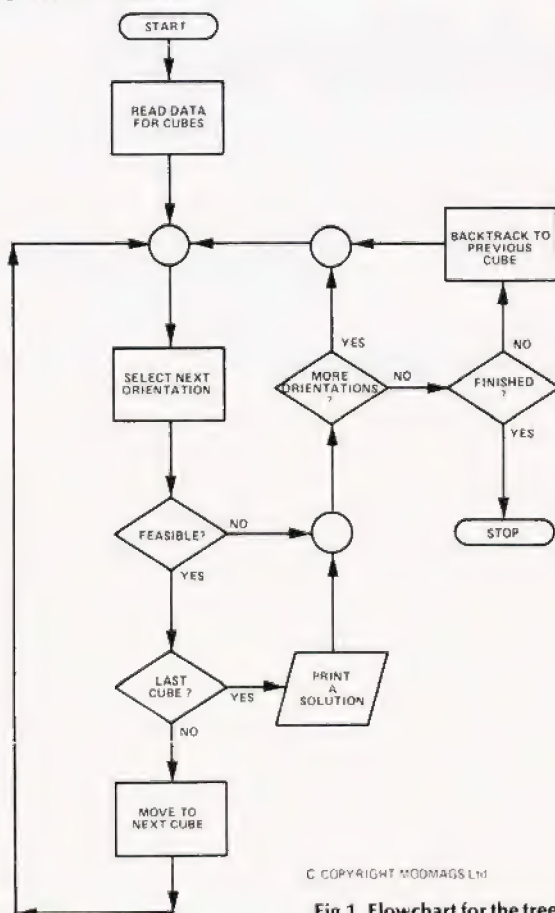 START
READ DATA
FOR CUBES
BACKTRACK TO
PREVIOUS
CUBE
YES
NO
SELECT NEXT
ORIENTATION
MORE
ORIENTATIONS
?
NO
FINISHED
?
YES
FEASIBLE?
NO
STOP
YES
LAST
CUBE ?
YES
PRINT
A
SOLUTION
NO
MOVE TO
NEXT CUBE
C COPYRIGHT MODMAGS Ltd
Fig 1. Flowchart for the tree